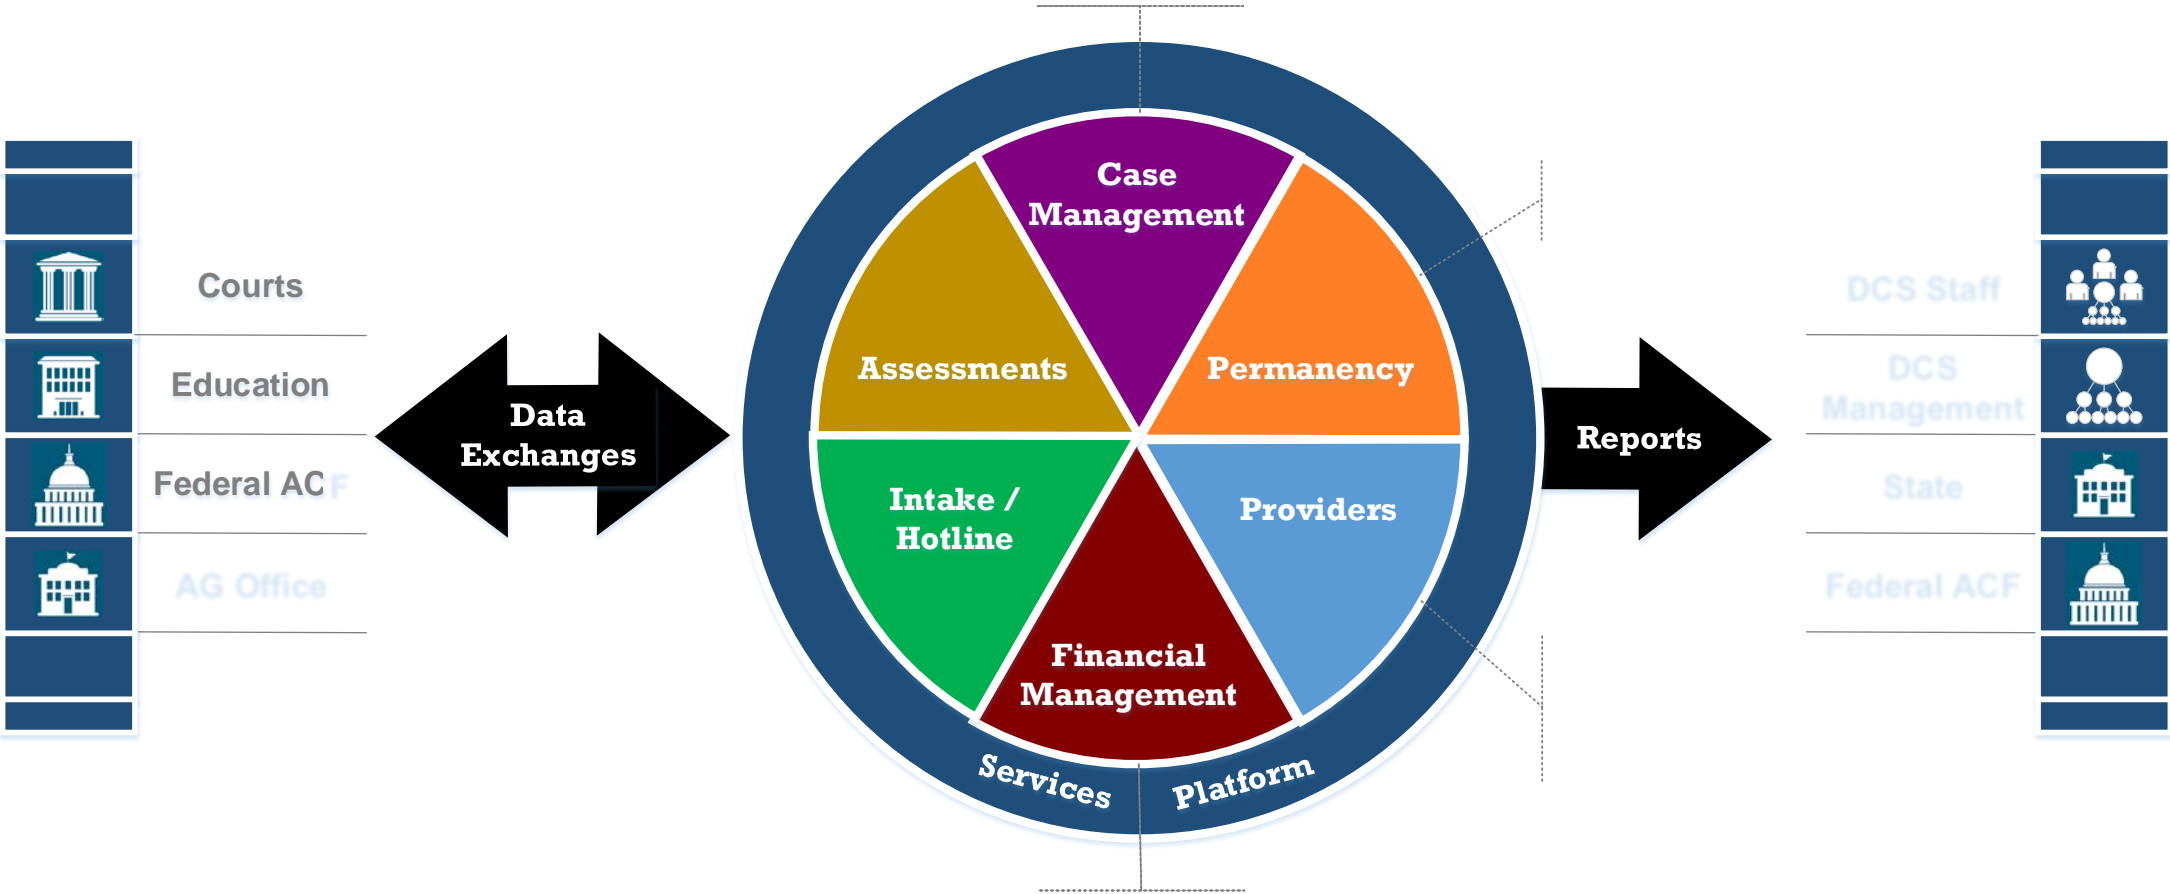 Courts
Education
Federal ACF
AG Office
Data
Exchanges
Case
Management
Assessments
Permanency
Intake /
Hotline
Providers
Financial
Management
Services Platform
Reports
DCS Staff
DCS
Management
State
Federal ACF